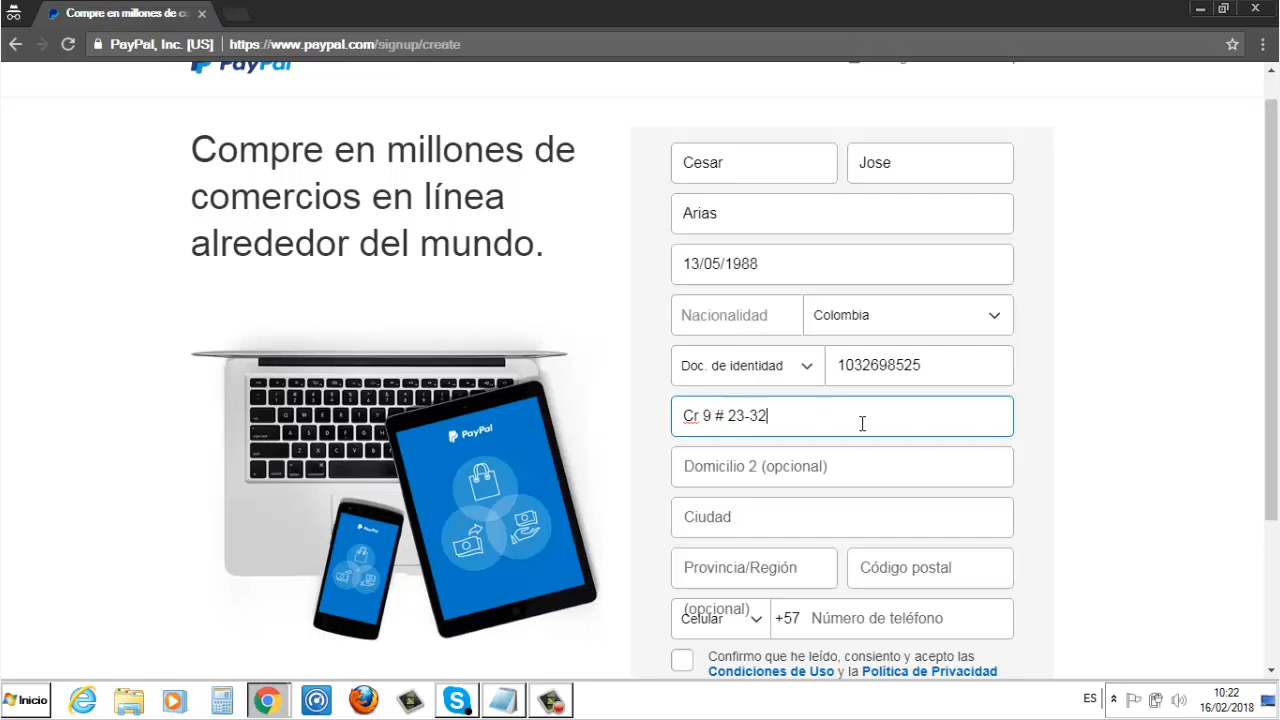 Compre en millones de co
PayPal, Inc. [US] https://www.paypal.com/signup/create
PayPal
Compre en millones de
comercios en línea
alrededor del mundo.
PayPal
Cesar Jose
Arias
13/05/1988
Nacionalidad Colombia
Doc. de identidad 1032698525
Cr 9 # 23-32
Domicilio 2 (opcional)
Ciudad
Provincia/Región Código postal
(opcional)
Celular +57 Número de teléfono
Confirmo que he leído, consiento y acepto las
Condiciones de Uso y la Política de Privacidad
Inicio ES 10:22
16/02/2018